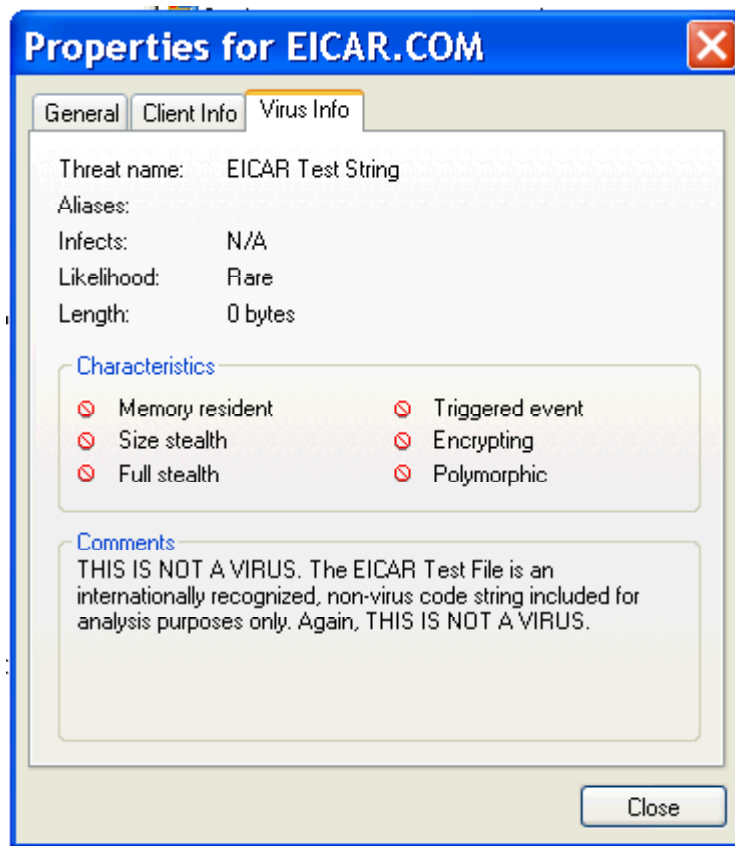 Properties for EICAR.COM
General Client Info Virus Info
Threat name: EICAR Test String
Aliases:
Infects: N/A
Likelihood: Rare
Length: 0 bytes
Characteristics
Memory resident Triggered event
Size stealth Encrypting
Full stealth Polymorphic
Comments
THIS IS NOT A VIRUS. The EICAR Test File is an
internationally recognized, non-virus code string included for
analysis purposes only. Again, THIS IS NOT A VIRUS.
Close